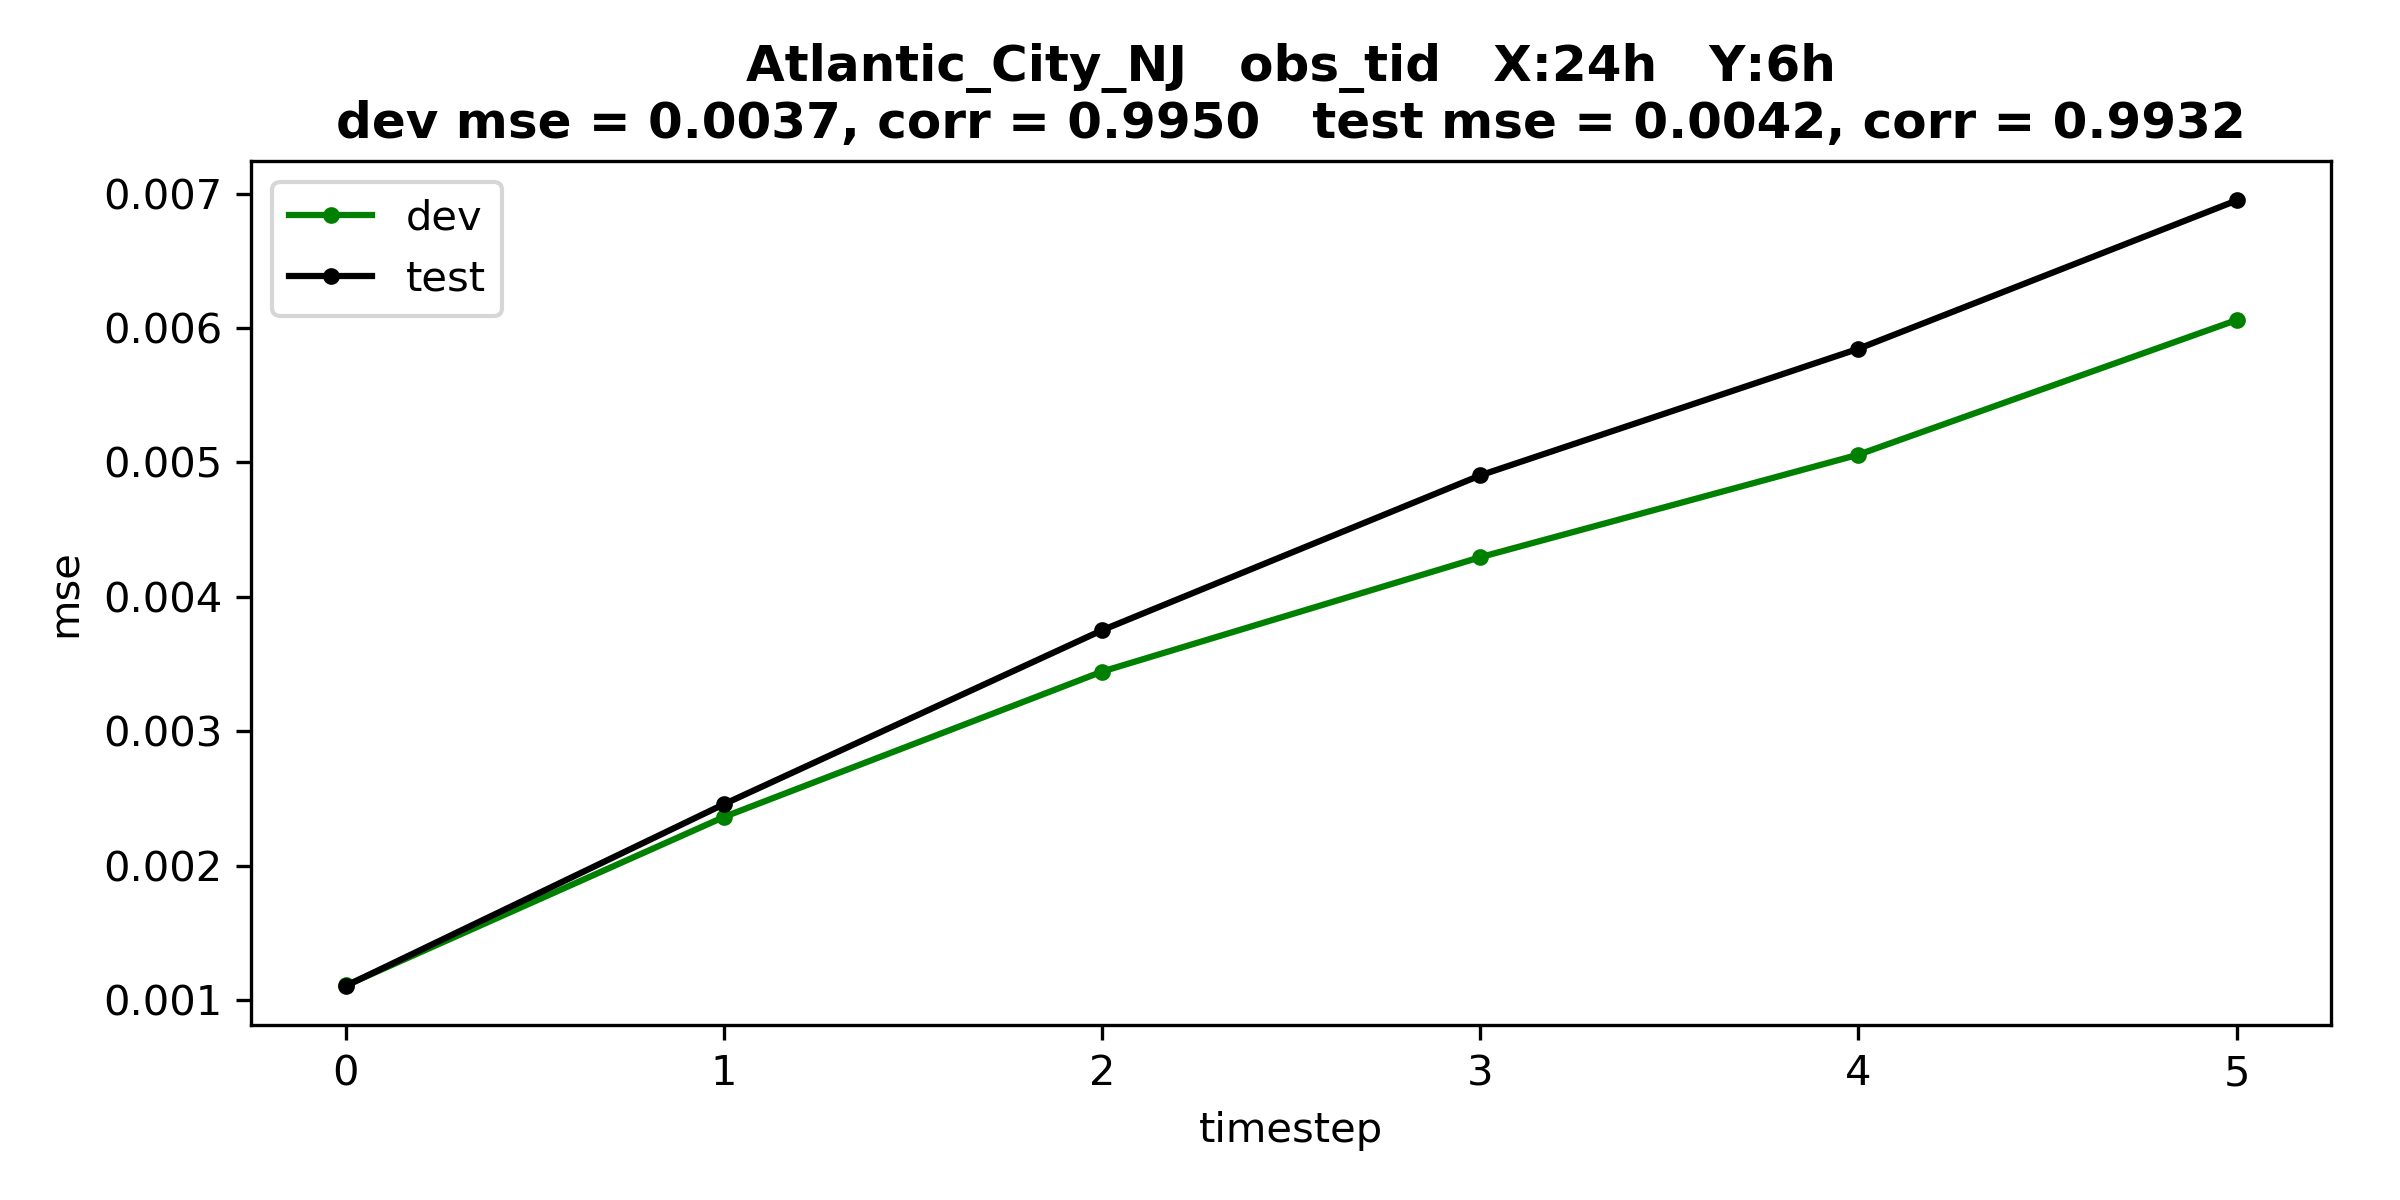 Atlantic_City_NJ obs_tid X:24h Y:6h
dev mse = 0.0037, corr = 0.9950 test mse = 0.0042, corr = 0.9932
dev
test
mse
0.007
0.006
0.005
0.004
0.003
0.002
0.001
0 1 2 3 4 5
timestep